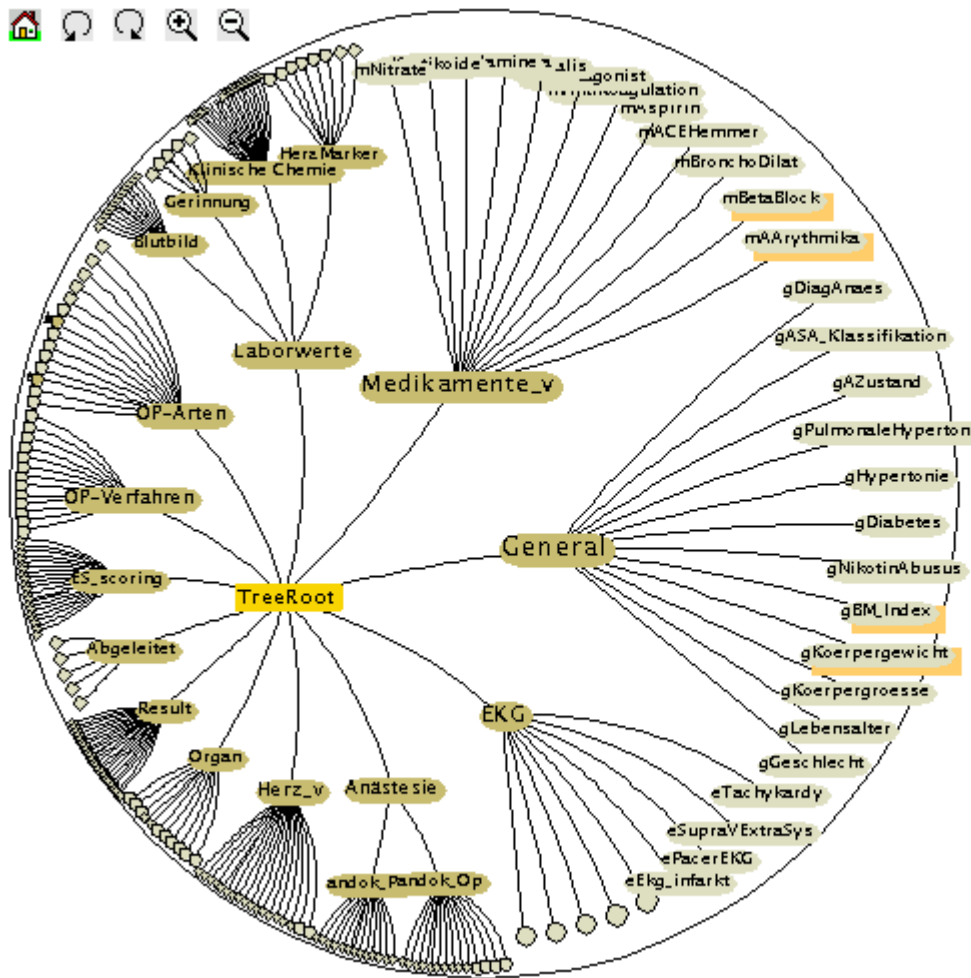 mNitrate
mAspirin
mACEHemmer
mBronchoDilat
mBetaBlock
mAArythmika
HerzMarker
Klinische Chemie
Gerinnung
Blutbild
Laborwerte
Medikamente_v
gDiagAnaes
gASA_Klassifikation
gAZustand
gPulmonaleHyperton
gHypertonie
gDiabetes
gNikotinAbusus
gBM_Index
gKoerpergewicht
gKoerpergroesse
gLebensalter
gGeschlecht
General
OP-Arten
OP-Verfahren
ES_scoring
TreeRoot
Abgeleitet
Result
Organ
Herz_v
Anästesie
EKG
eTachykardy
eSupraVExtraSys
ePacerEKG
eEkg_infarkt
andok_Pandok_Op